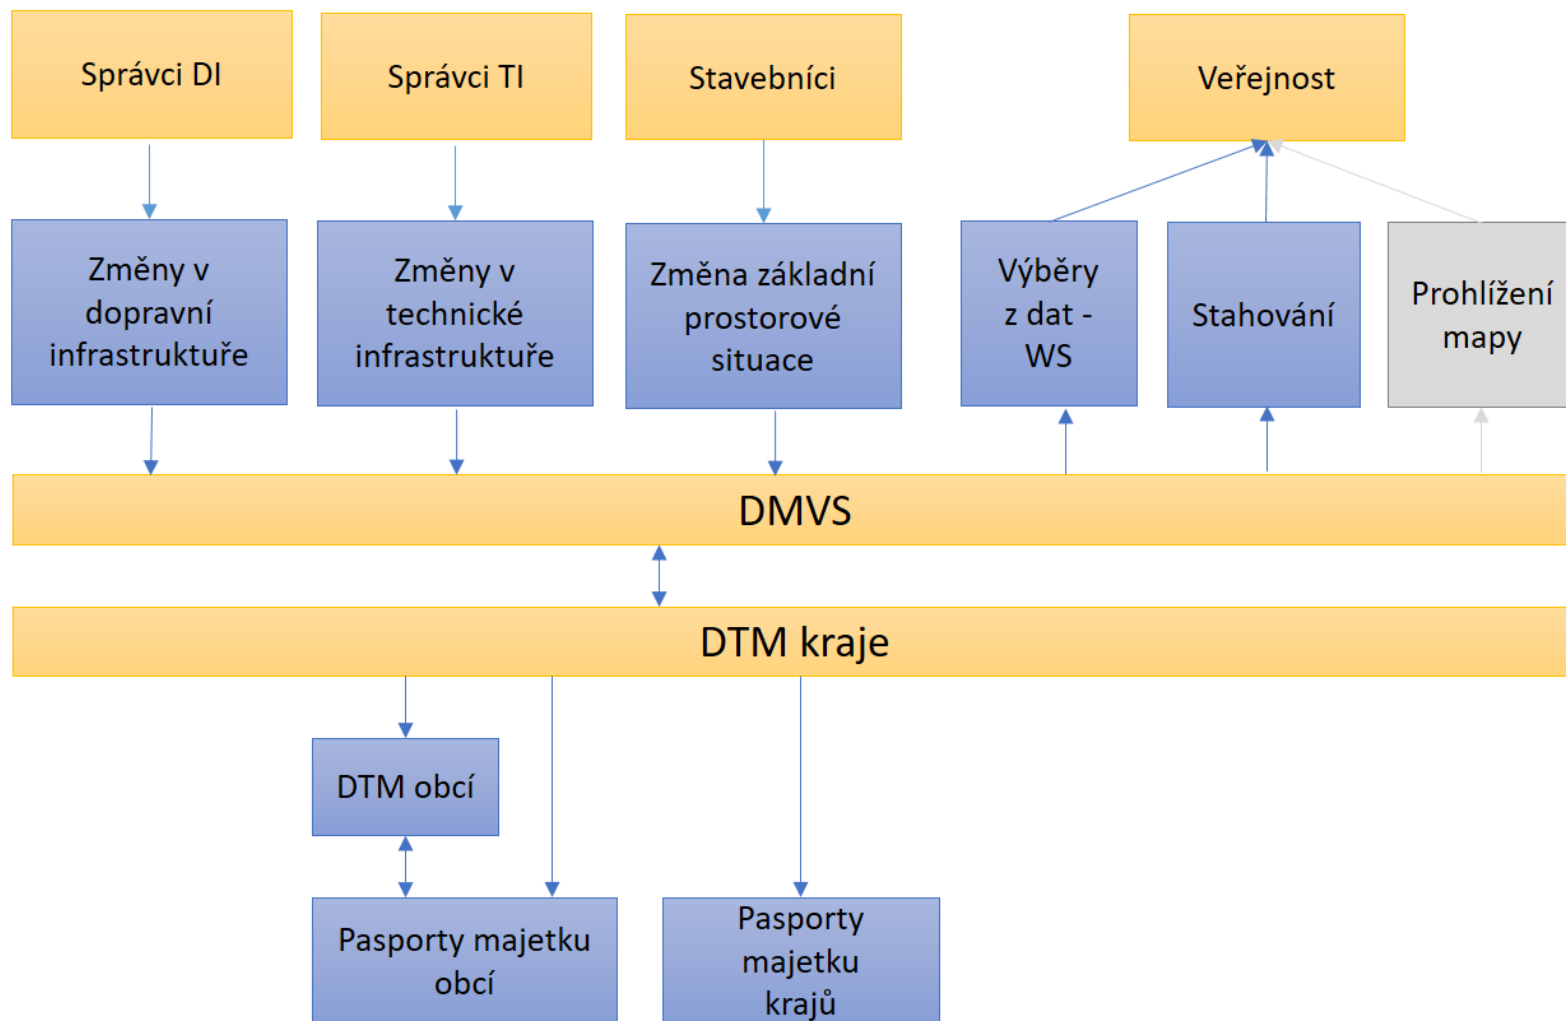 Správci DI
Správci TI
Stavebníci
Veřejnost
Změny v
dopravní
infrastruktuře
Změny v
technické
infrastruktuře
Změna základní
prostorové
situace
Výběry
z dat -
WS
Stahování
Prohlížení
mapy
DMVS
DTM kraje
DTM obcí
Pasporty majetku
obcí
Pasporty
majetku
krajů